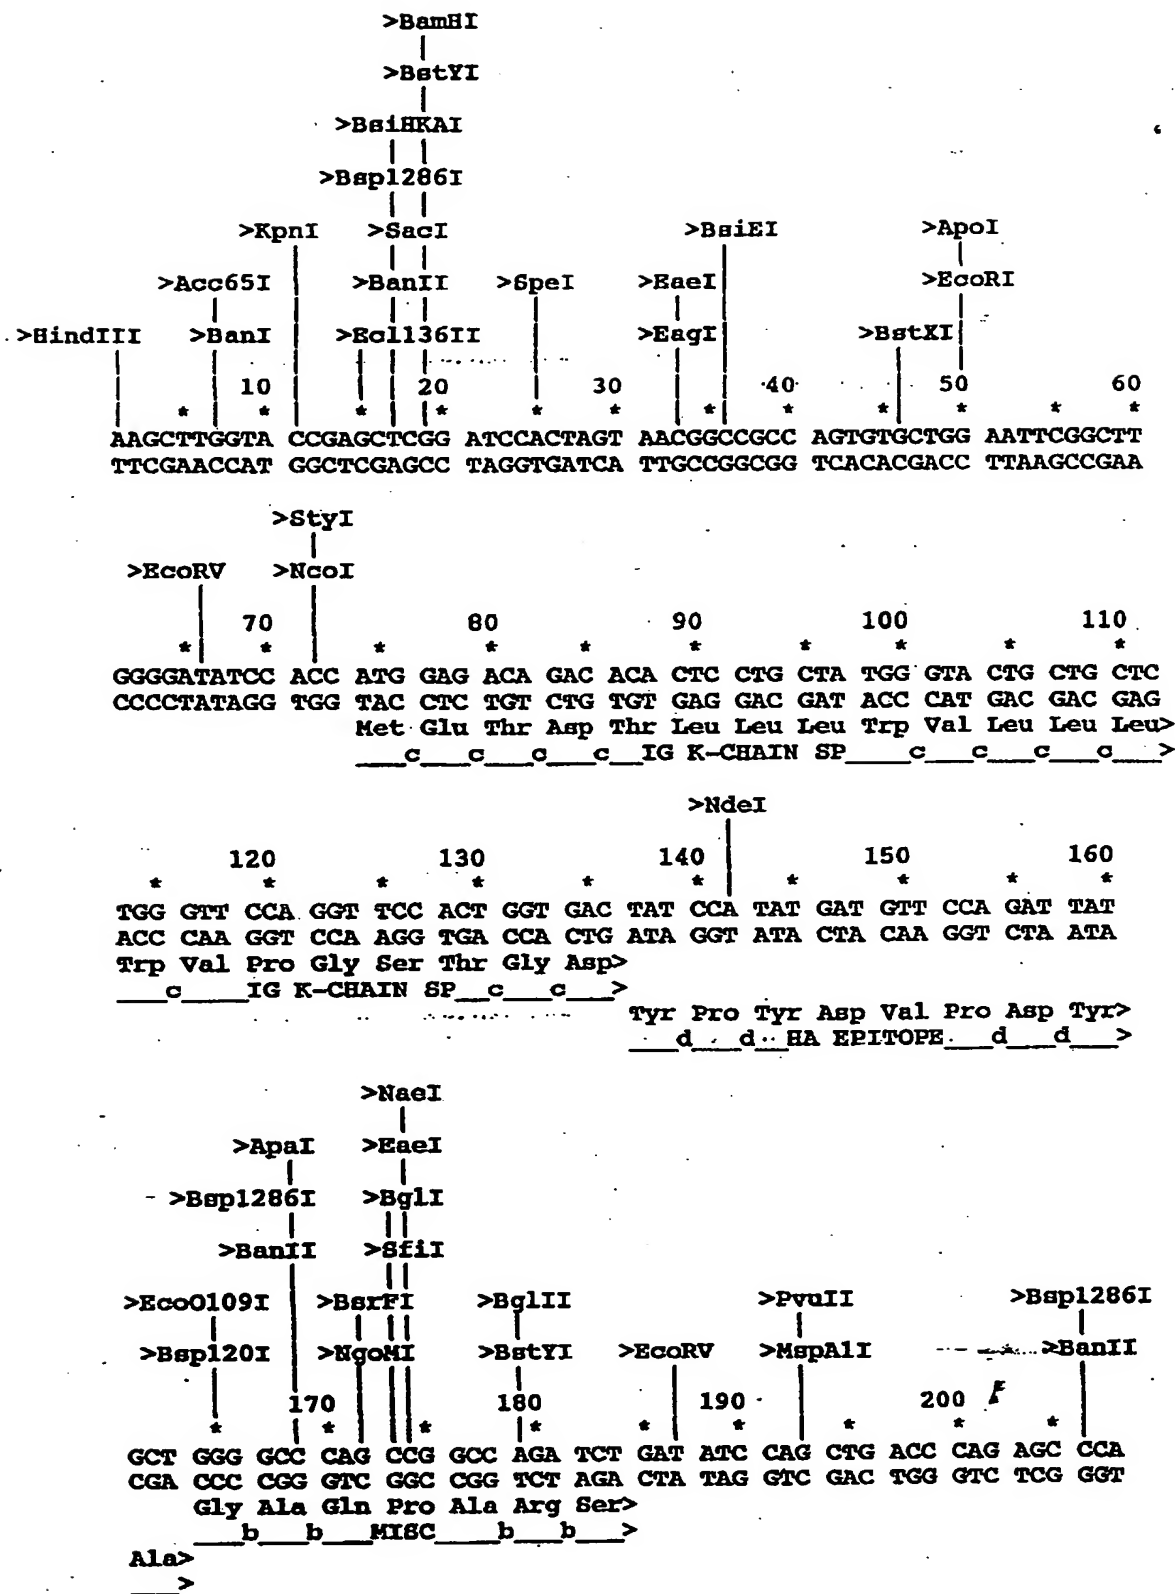 >BamHI
>BstYI
>BsiHKAI
>Bsp1286I
>KpnI >SacI >BsiEI >ApoI
>Acc65I >BanII >SpeI >EaeI >EcoRI
>HindIII >BanI >Ecl136II >EagI >BstXI
10 20 30 40 50 60
* * * * * * * * * * * *
AAGCTTGGTA CCGAGCTCGG ATCCACTAGT AACGGCCGCC AGTGTGCTGG AATTCGGCTT
TTCGAACCAT GGCTCGAGCC TAGGTGATCA TTGCCGGCGG TCACACGACC TTAAGCCGAA
>StyI
>EcoRV >NcoI
70 80 90 100 110
* * * * * * * * * *
GGGGATATCC ACC ATG GAG ACA GAC ACA CTC CTG CTA TGG GTA CTG CTG CTC
CCCCTATAGG TGG TAC CTC TGT CTG TGT GAG GAC GAT ACC CAT GAC GAC GAG
Met Glu Thr Asp Thr Leu Leu Leu Trp Val Leu Leu Leu>
___c___c___c___c__IG K-CHAIN SP____c___c___c___c___>
>NdeI
120 130 140 150 160
* * * * * * * * * *
TGG GTT CCA GGT TCC ACT GGT GAC TAT CCA TAT GAT GTT CCA GAT TAT
ACC CAA GGT CCA AGG TGA CCA CTG ATA GGT ATA CTA CAA GGT CTA ATA
Trp Val Pro Gly Ser Thr Gly Asp>
___c____IG K-CHAIN SP__c___c___>
Tyr Pro Tyr Asp Val Pro Asp Tyr>
___d___d__HA EPITOPE___d___d___>
>NaeI
>ApaI >EaeI
>Bsp1286I >BglI
>BanII >SfiI
>EcoO109I >BsrFI >BglII >PvuII >Bsp1286I
>Bsp120I >NgoMI >BstYI >EcoRV >MspA1I >BanII
170 180 190 200
* * * * * * * * *
GCT GGG GCC CAG CCG GCC AGA TCT GAT ATC CAG CTG ACC CAG AGC CCA
CGA CCC CGG GTC GGC CGG TCT AGA CTA TAG GTC GAC TGG GTC TCG GGT
Gly Ala Gln Pro Ala Arg Ser>
___b___b___MISC____b___b___>
Ala>
___>